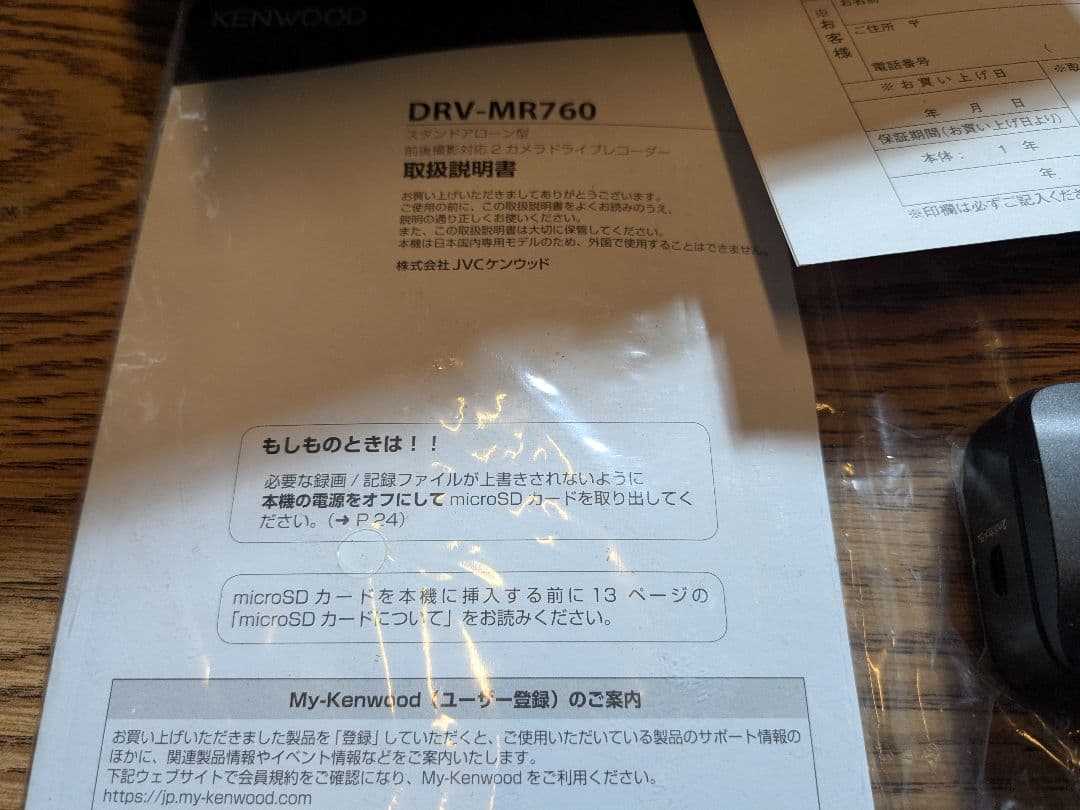 KENWOOD
DRV-MR760
スタンドアローン型
前後撮影対応2カメラドライブレコーダー
取扱説明書
お買い上げいただきましてありがとうございます。
ご使用の前に、この取扱説明書をよくお読みのうえ、
説明の通り正しくお使いください。
また、この取扱説明書は大切に保管してください。
本機は日本国内専用モデルのため、外国で使用することはできません。
株式会社 JVCケンウッド
もしものときは！！
必要な録画/記録ファイルが上書きされないように
本機の電源をオフにして microSD カードを取り出してく
ださい。(➜ P.24)
microSD カードを本機に挿入する前に 13 ページの
「microSD カードについて」をお読みください。
My-Kenwood（ユーザー登録）のご案内
お買い上げいただきました製品を「登録」していただくと、ご使用いただいている製品のサポート情報の
ほかに、関連製品情報やイベント情報などをご案内いたします。
下記ウェブサイトで会員規約をご確認になり、My-Kenwood をご利用ください。
https://jp.my-kenwood.com
※お客様
お名前
ご住所 〒
(
電話番号
※お買い上げ日
※取
年 月 日
保証期間(お買い上げ日より)
本体： 1 年
年
※印欄は必ずご記入くださ